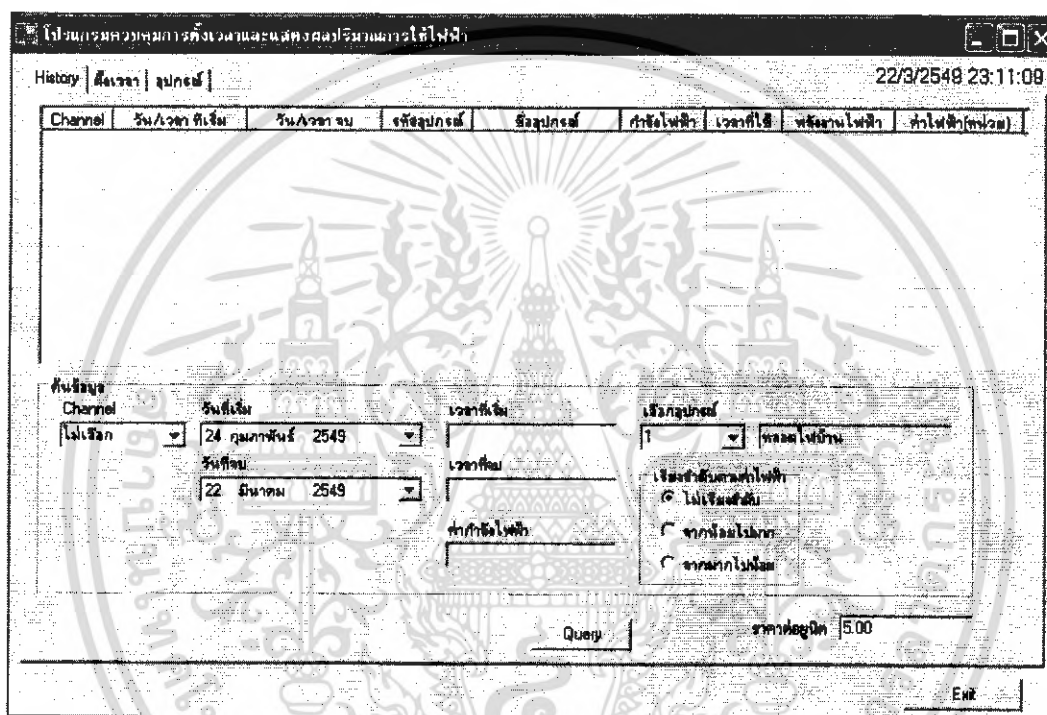 โปรแกรมควบคุมการตั้งเวลาและแสดงผลปริมาณการใช้ไฟฟ้า
History ตั้งเวลา อุปกรณ์ 22/3/2549 23:11:09
Channel วัน/เวลา ที่เริ่ม วัน/เวลา จบ รหัสอุปกรณ์ ชื่ออุปกรณ์ กำลังไฟฟ้า เวลาที่ใช้ พลังงานไฟฟ้า ค่าไฟฟ้า(หน่วย)
ค้นข้อมูล
Channel วันที่เริ่ม เวลาที่เริ่ม เลือกอุปกรณ์
ไม่เลือก 24 กุมภาพันธ์ 2549 1 หลอดไฟบ้าน
วันที่จบ เวลาที่จบ เรียงลำดับตามค่าไฟฟ้า
22 มีนาคม 2549 ไม่เรียงลำดับ
ค่ากำลังไฟฟ้า จากน้อยไปมาก
จากมากไปน้อย
Query ราคาต่อยูนิต 5.00
Exit